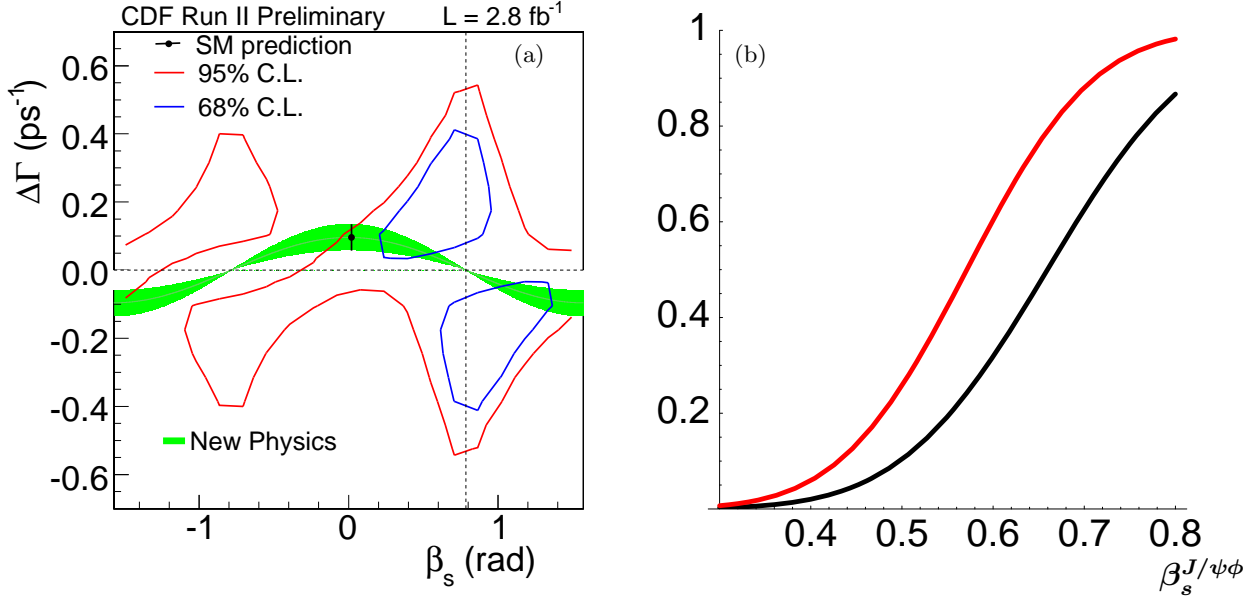 CDF Run II Preliminary L = 2.8 fb⁻¹
(a)
SM prediction
95% C.L.
68% C.L.
New Physics
ΔΓ (ps⁻¹)
0.6
0.4
0.2
0.0
-0.2
-0.4
-0.6
-1 0 1
β_s (rad)
(b)
1
0.8
0.6
0.4
0.2
0.4 0.5 0.6 0.7 0.8
β_s^{J/ψϕ}